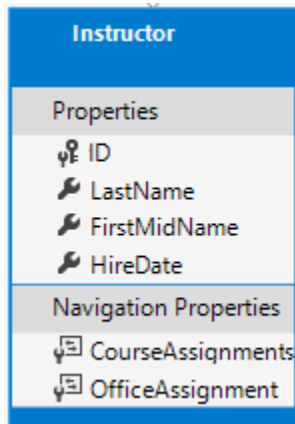 Instructor
Properties
ID
LastName
FirstMidName
HireDate
Navigation Properties
CourseAssignments
OfficeAssignment